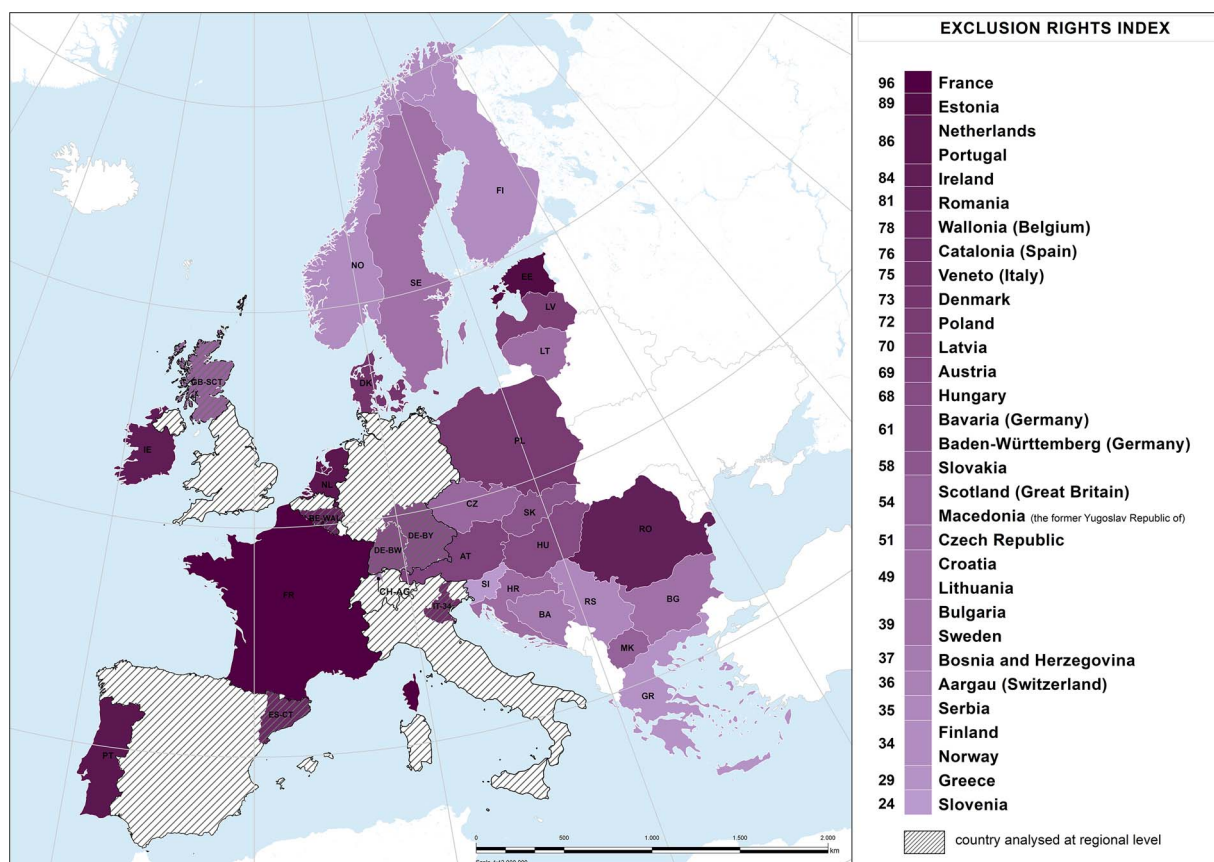 EXCLUSION RIGHTS INDEX
96 France
89 Estonia
86 Netherlands
Portugal
84 Ireland
81 Romania
78 Wallonia (Belgium)
76 Catalonia (Spain)
75 Veneto (Italy)
73 Denmark
72 Poland
70 Latvia
69 Austria
68 Hungary
61 Bavaria (Germany)
Baden-Württemberg (Germany)
58 Slovakia
54 Scotland (Great Britain)
Macedonia (the former Yugoslav Republic of)
51 Czech Republic
49 Croatia
Lithuania
39 Bulgaria
Sweden
37 Bosnia and Herzegovina
36 Aargau (Switzerland)
35 Serbia
34 Finland
Norway
29 Greece
24 Slovenia
country analysed at regional level
FI
NO
SE
EE
LV
LT
GB-SCT
DK
IE
PL
NL
BE-WAL
CZ
SK
RO
DE-BW
DE-BY
AT
HU
FR
CH-AG
IT-34
SI
HR
BA
RS
BG
MK
GR
ES-CT
PT
0 500 1.000 1.500 2.000
km